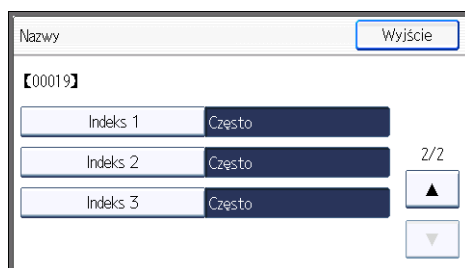 Nazwy Wyjście
【00019】
Indeks 1 Często
Indeks 2 Często
2/2
Indeks 3 Często
▲
▼